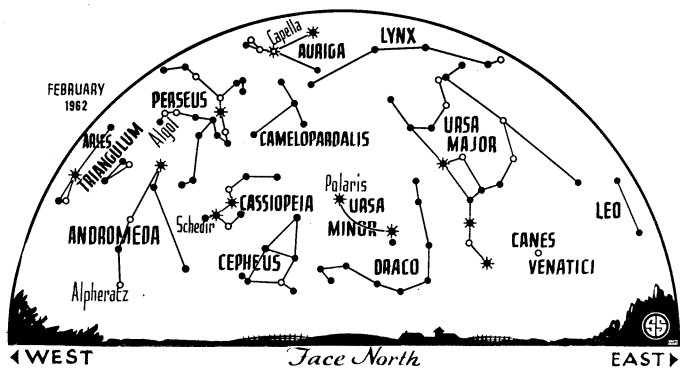 Capella
AURIGA
LYNX
FEBRUARY
1962
PERSEUS
ARIES
TRIANGULUM
Algol
CAMELOPARDALIS
URSA
MAJOR
Polaris
URSA
MINOR
CASSIOPEIA
Schedir
LEO
ANDROMEDA
CEPHEUS
DRACO
CANES
VENATICI
Alpheratz
SS
WEST
Face North
EAST